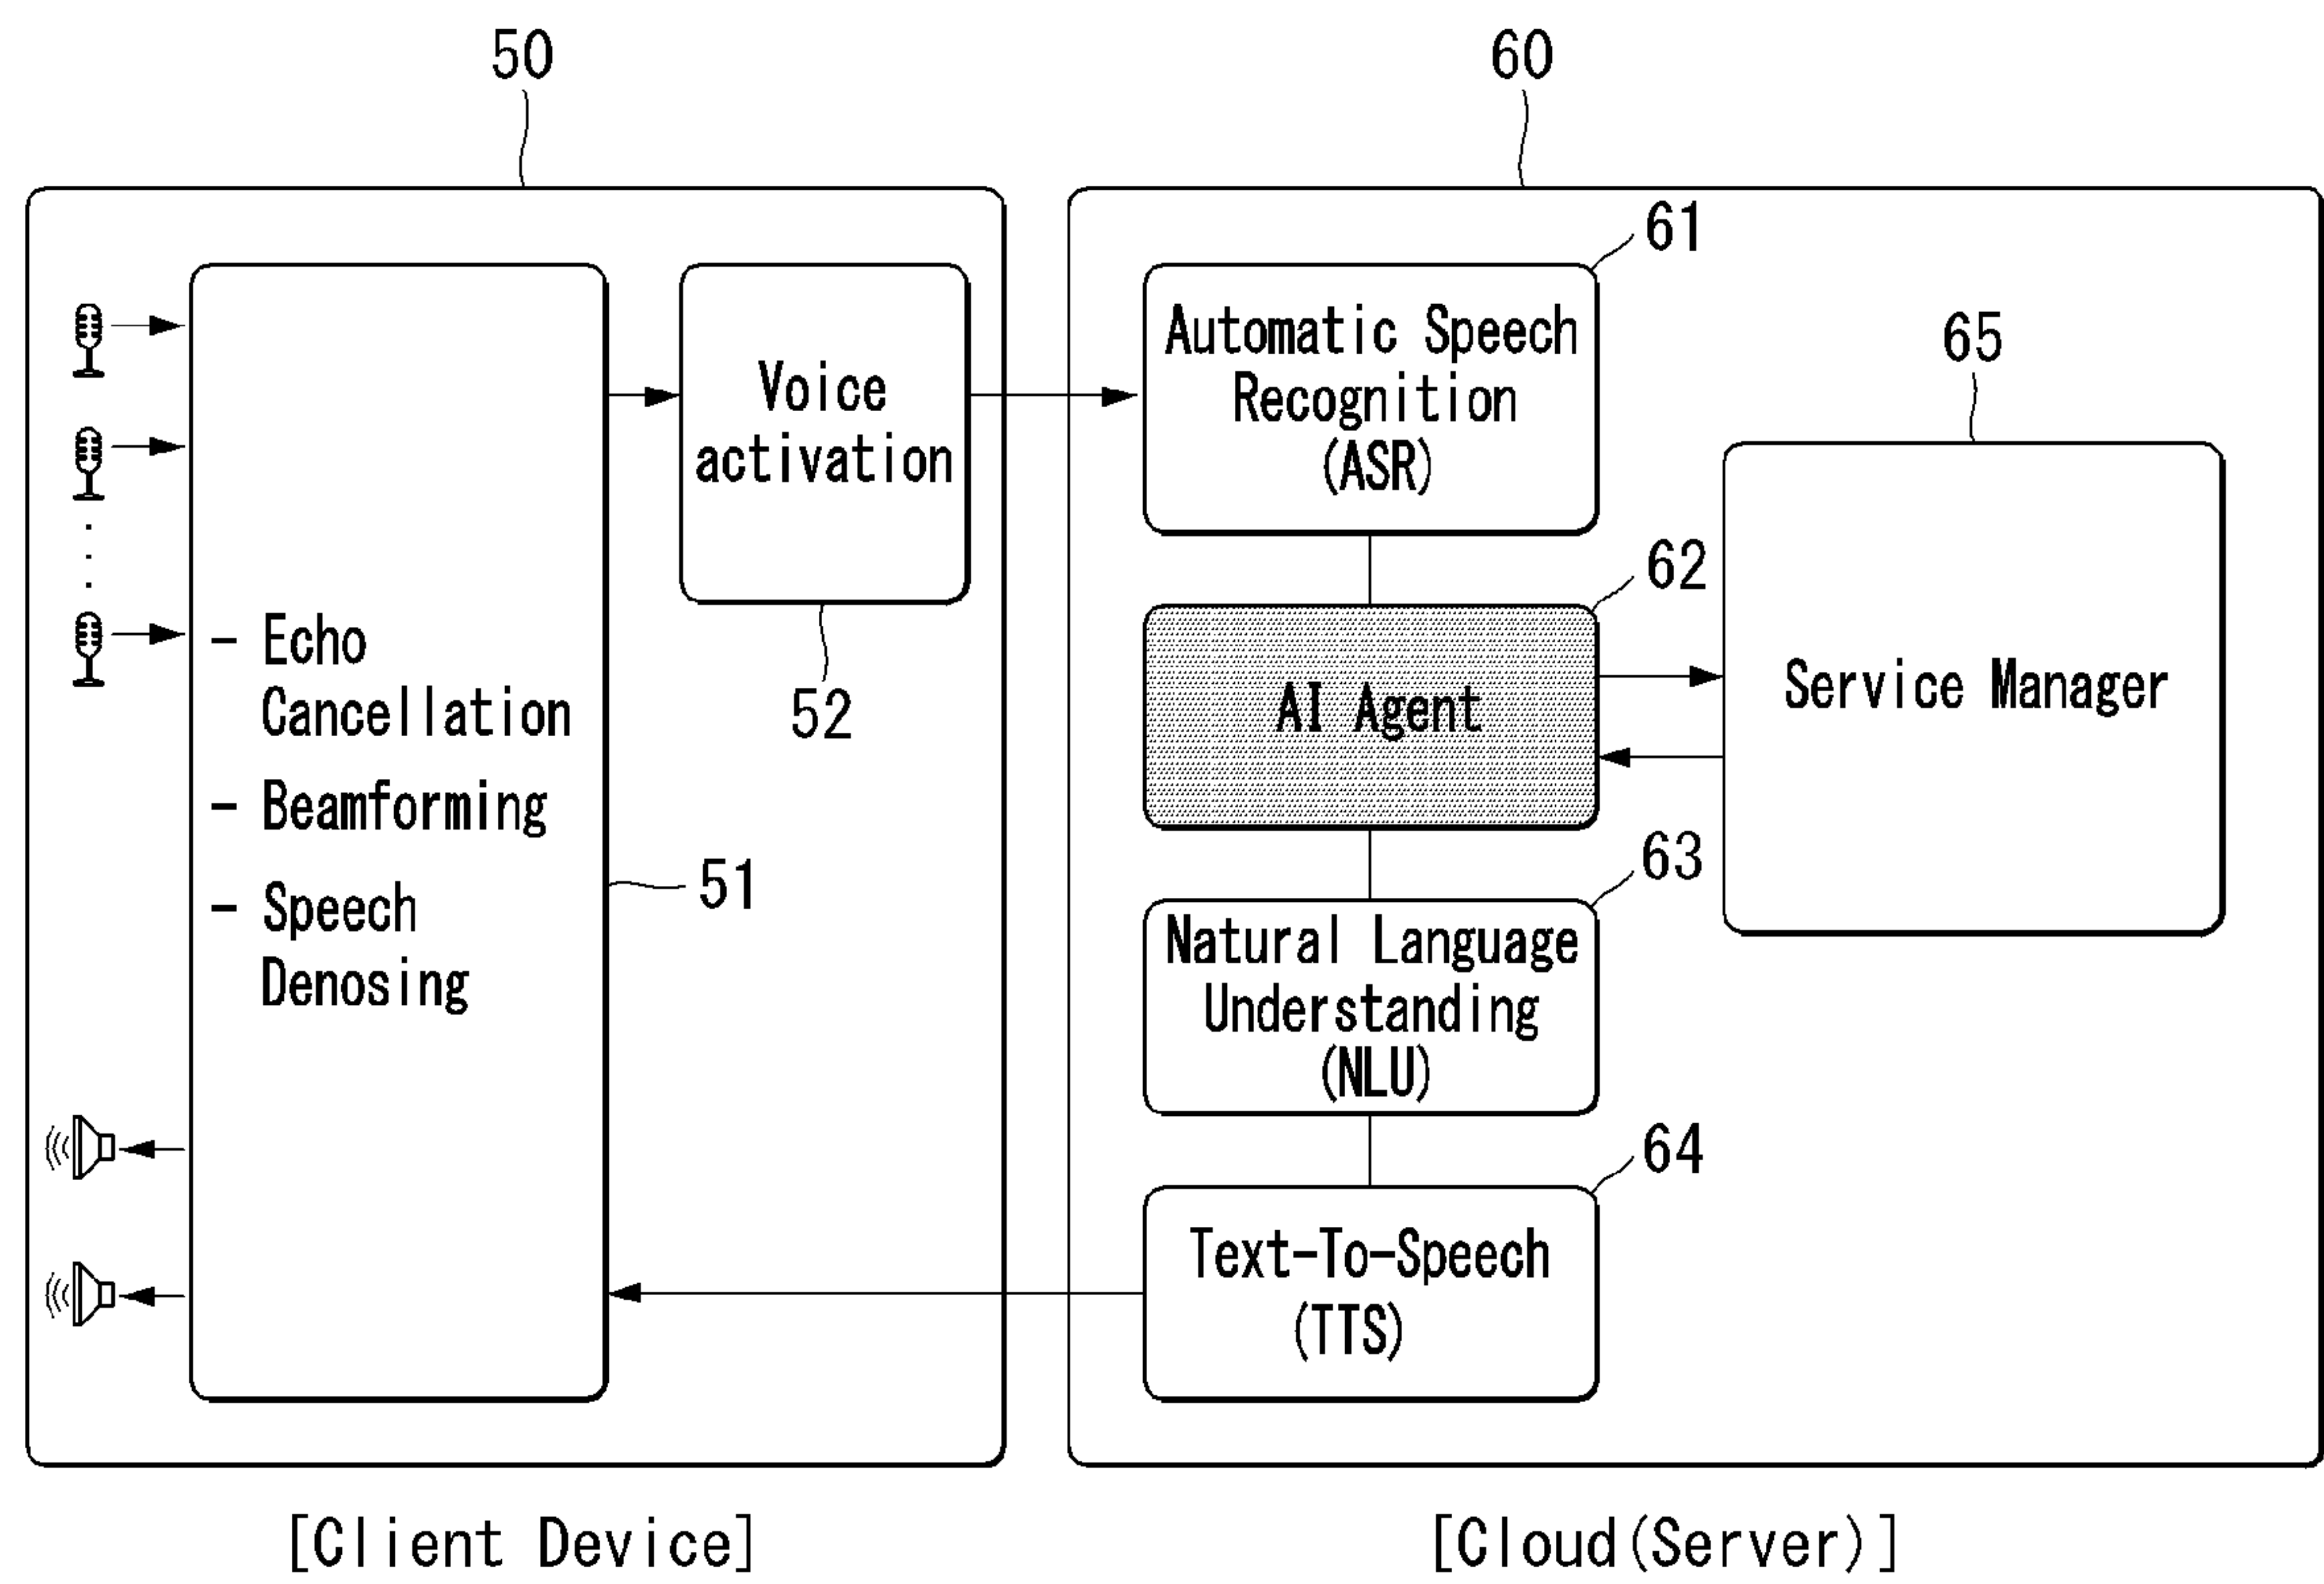 50
60
61
Automatic Speech
Recognition
(ASR)
Voice
activation
65
62
- Echo
Cancellation
52
AI Agent
Service Manager
- Beamforming
51
63
- Speech
Denosing
Natural Language
Understanding
(NLU)
64
Text-To-Speech
(TTS)
[Client Device]
[Cloud(Server)]